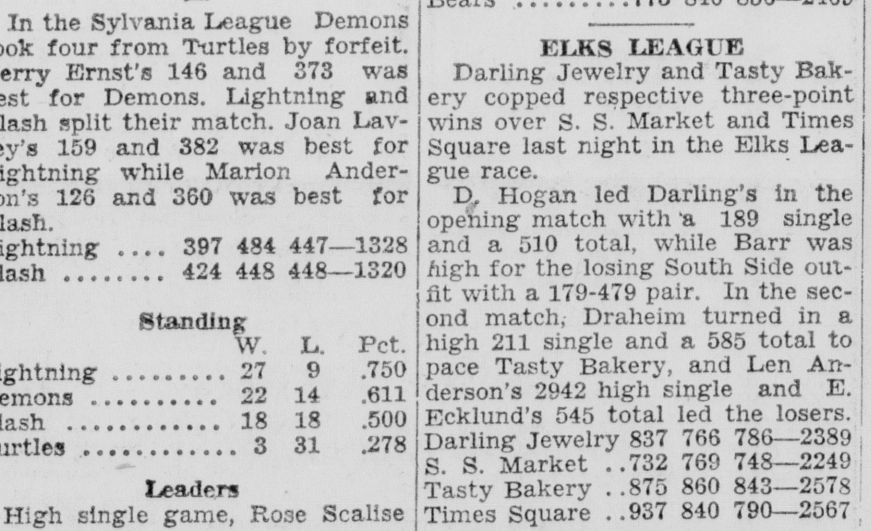 In the Sylvania League Demons
ook four from Turtles by forfeit.
erry Ernst's 146 and 373 was
est for Demons. Lightning and
lash split their match. Joan Lav-
ey's 159 and 382 was best for
ightning while Marion Ander-
on's 126 and 360 was best for
lash.
ightning .... 397 484 447—1328
lash ........ 424 448 448—1320
Standing
W. L. Pct.
ightning ......... 27 9 .750
emons ........... 22 14 .611
lash ............ 18 18 .500
urtles ............ 3 31 .278
Leaders
High single game, Rose Scalise
ELKS LEAGUE
Darling Jewelry and Tasty Bak-
ery copped respective three-point
wins over S. S. Market and Times
Square last night in the Elks Lea-
gue race.
D. Hogan led Darling's in the
opening match with a 189 single
and a 510 total, while Barr was
high for the losing South Side out-
fit with a 179-479 pair. In the sec-
ond match, Draheim turned in a
high 211 single and a 585 total to
pace Tasty Bakery, and Len An-
derson's 2942 high single and E.
Ecklund's 545 total led the losers.
Darling Jewelry 837 766 786—2389
S. S. Market ..732 769 748—2249
Tasty Bakery ..875 860 843—2578
Times Square ..937 840 790—2567